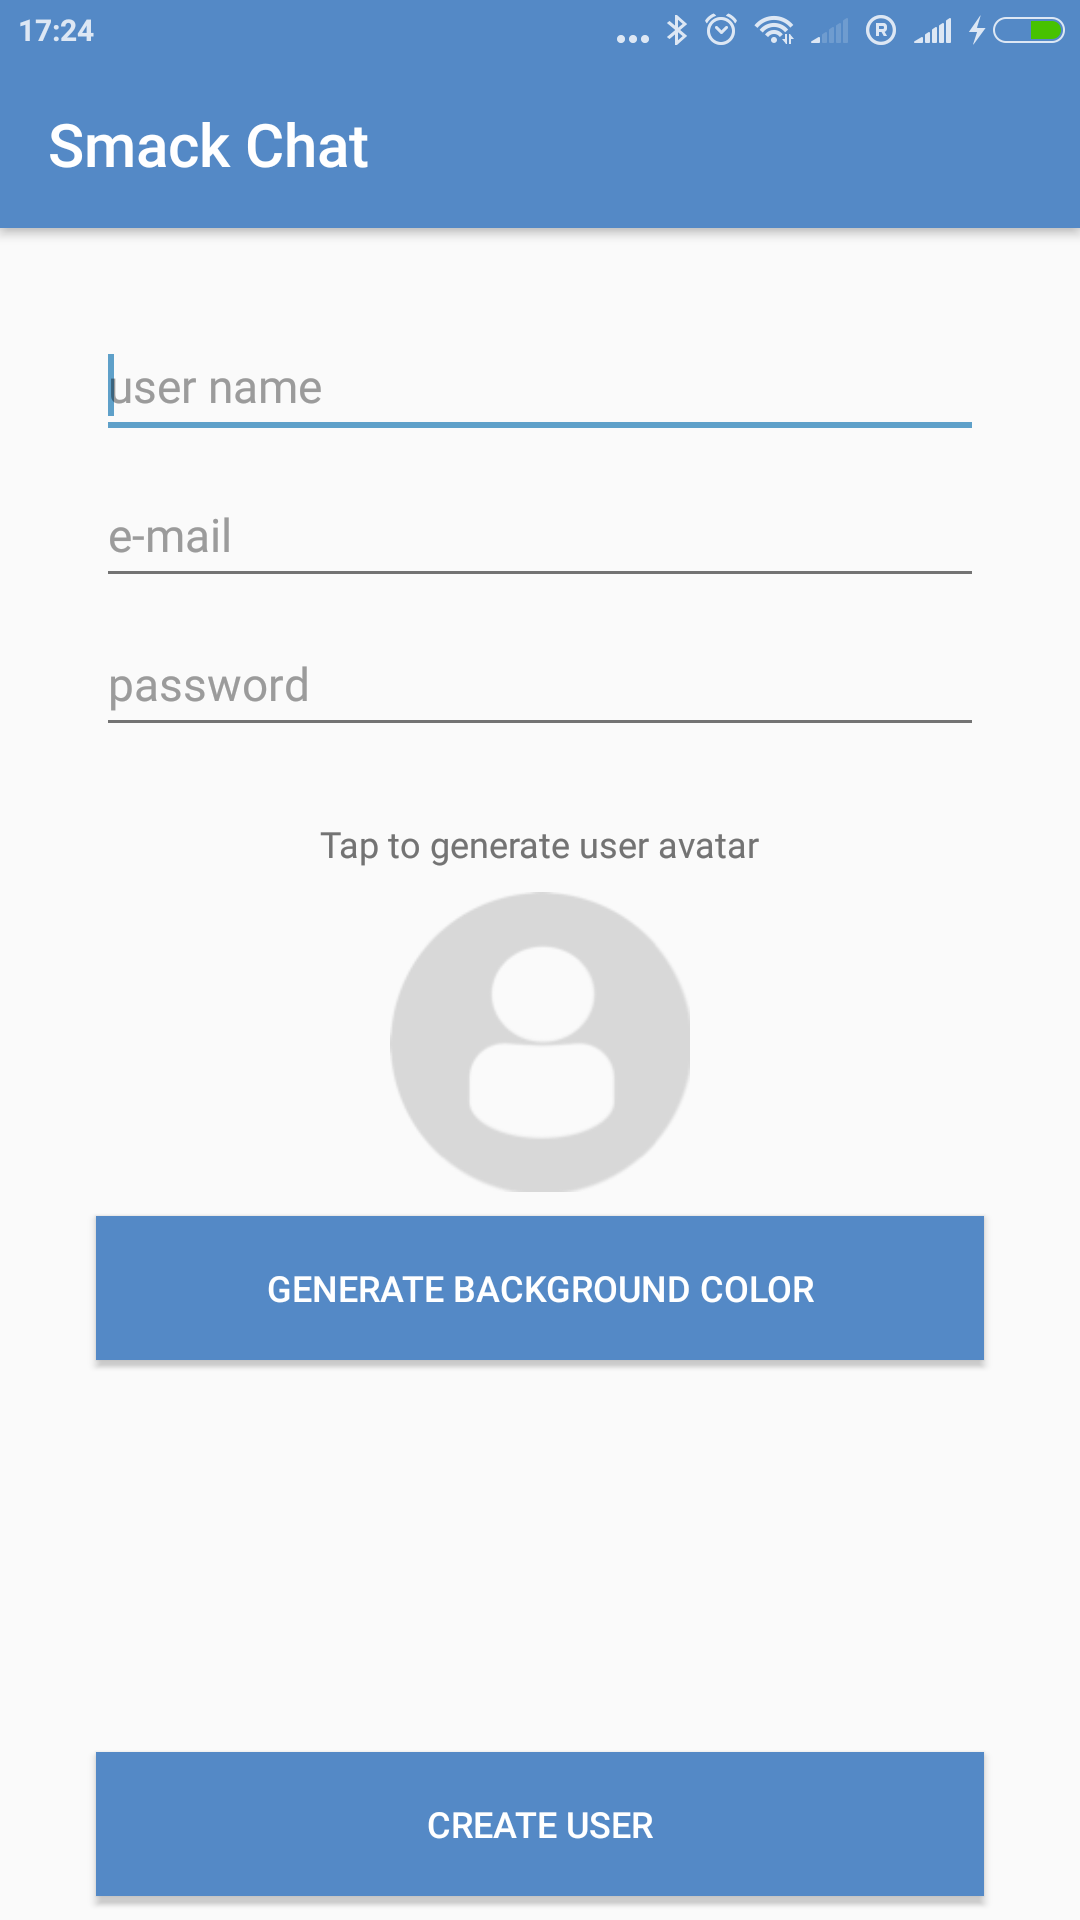 17:24
Smack Chat
user name
e-mail
password
Tap to generate user avatar
GENERATE BACKGROUND COLOR
CREATE USER